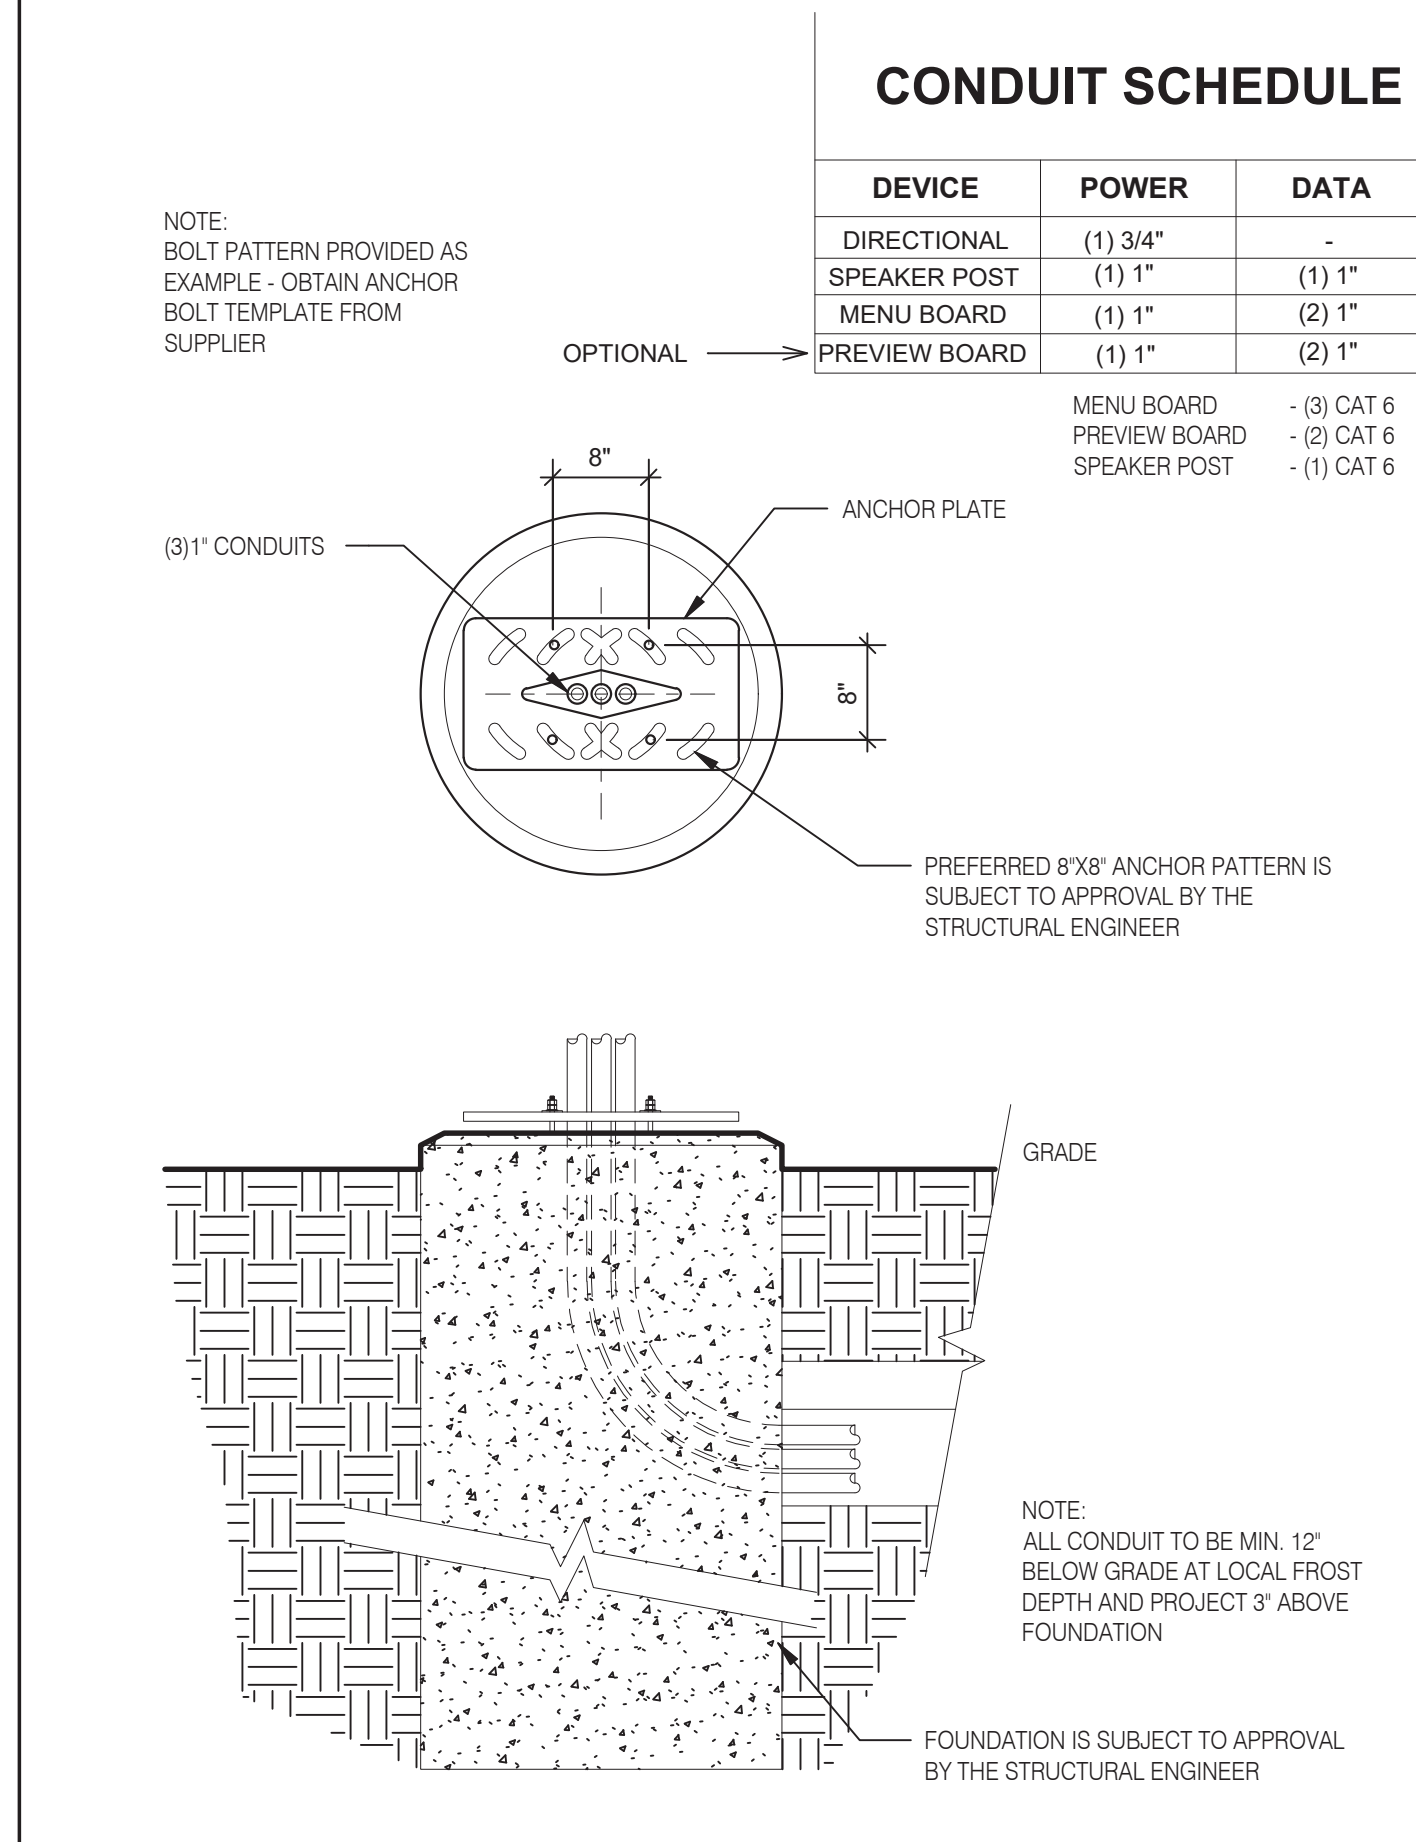 CONDUIT SCHEDULE
DEVICE POWER DATA
DIRECTIONAL (1) 3/4" -
SPEAKER POST (1) 1" (1) 1"
MENU BOARD (1) 1" (2) 1"
OPTIONAL PREVIEW BOARD (1) 1" (2) 1"
NOTE:
BOLT PATTERN PROVIDED AS
EXAMPLE - OBTAIN ANCHOR
BOLT TEMPLATE FROM
SUPPLIER
MENU BOARD - (3) CAT 6
PREVIEW BOARD - (2) CAT 6
SPEAKER POST - (1) CAT 6
8"
ANCHOR PLATE
(3)1" CONDUITS
8"
PREFERRED 8"X8" ANCHOR PATTERN IS
SUBJECT TO APPROVAL BY THE
STRUCTURAL ENGINEER
GRADE
NOTE:
ALL CONDUIT TO BE MIN. 12"
BELOW GRADE AT LOCAL FROST
DEPTH AND PROJECT 3" ABOVE
FOUNDATION
FOUNDATION IS SUBJECT TO APPROVAL
BY THE STRUCTURAL ENGINEER